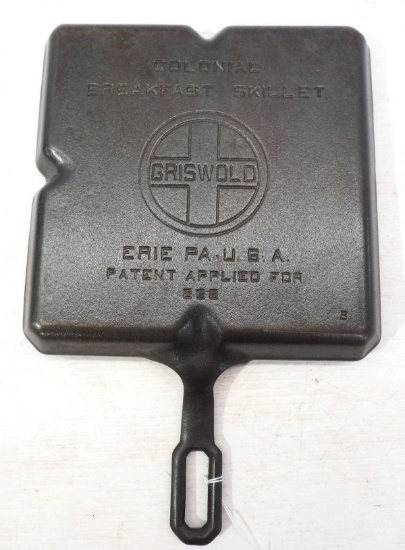 COLONIAL
BREAKFAST SKILLET
GRISWOLD
ERIE PA. U.S.A.
PATENT APPLIED FOR
666
B